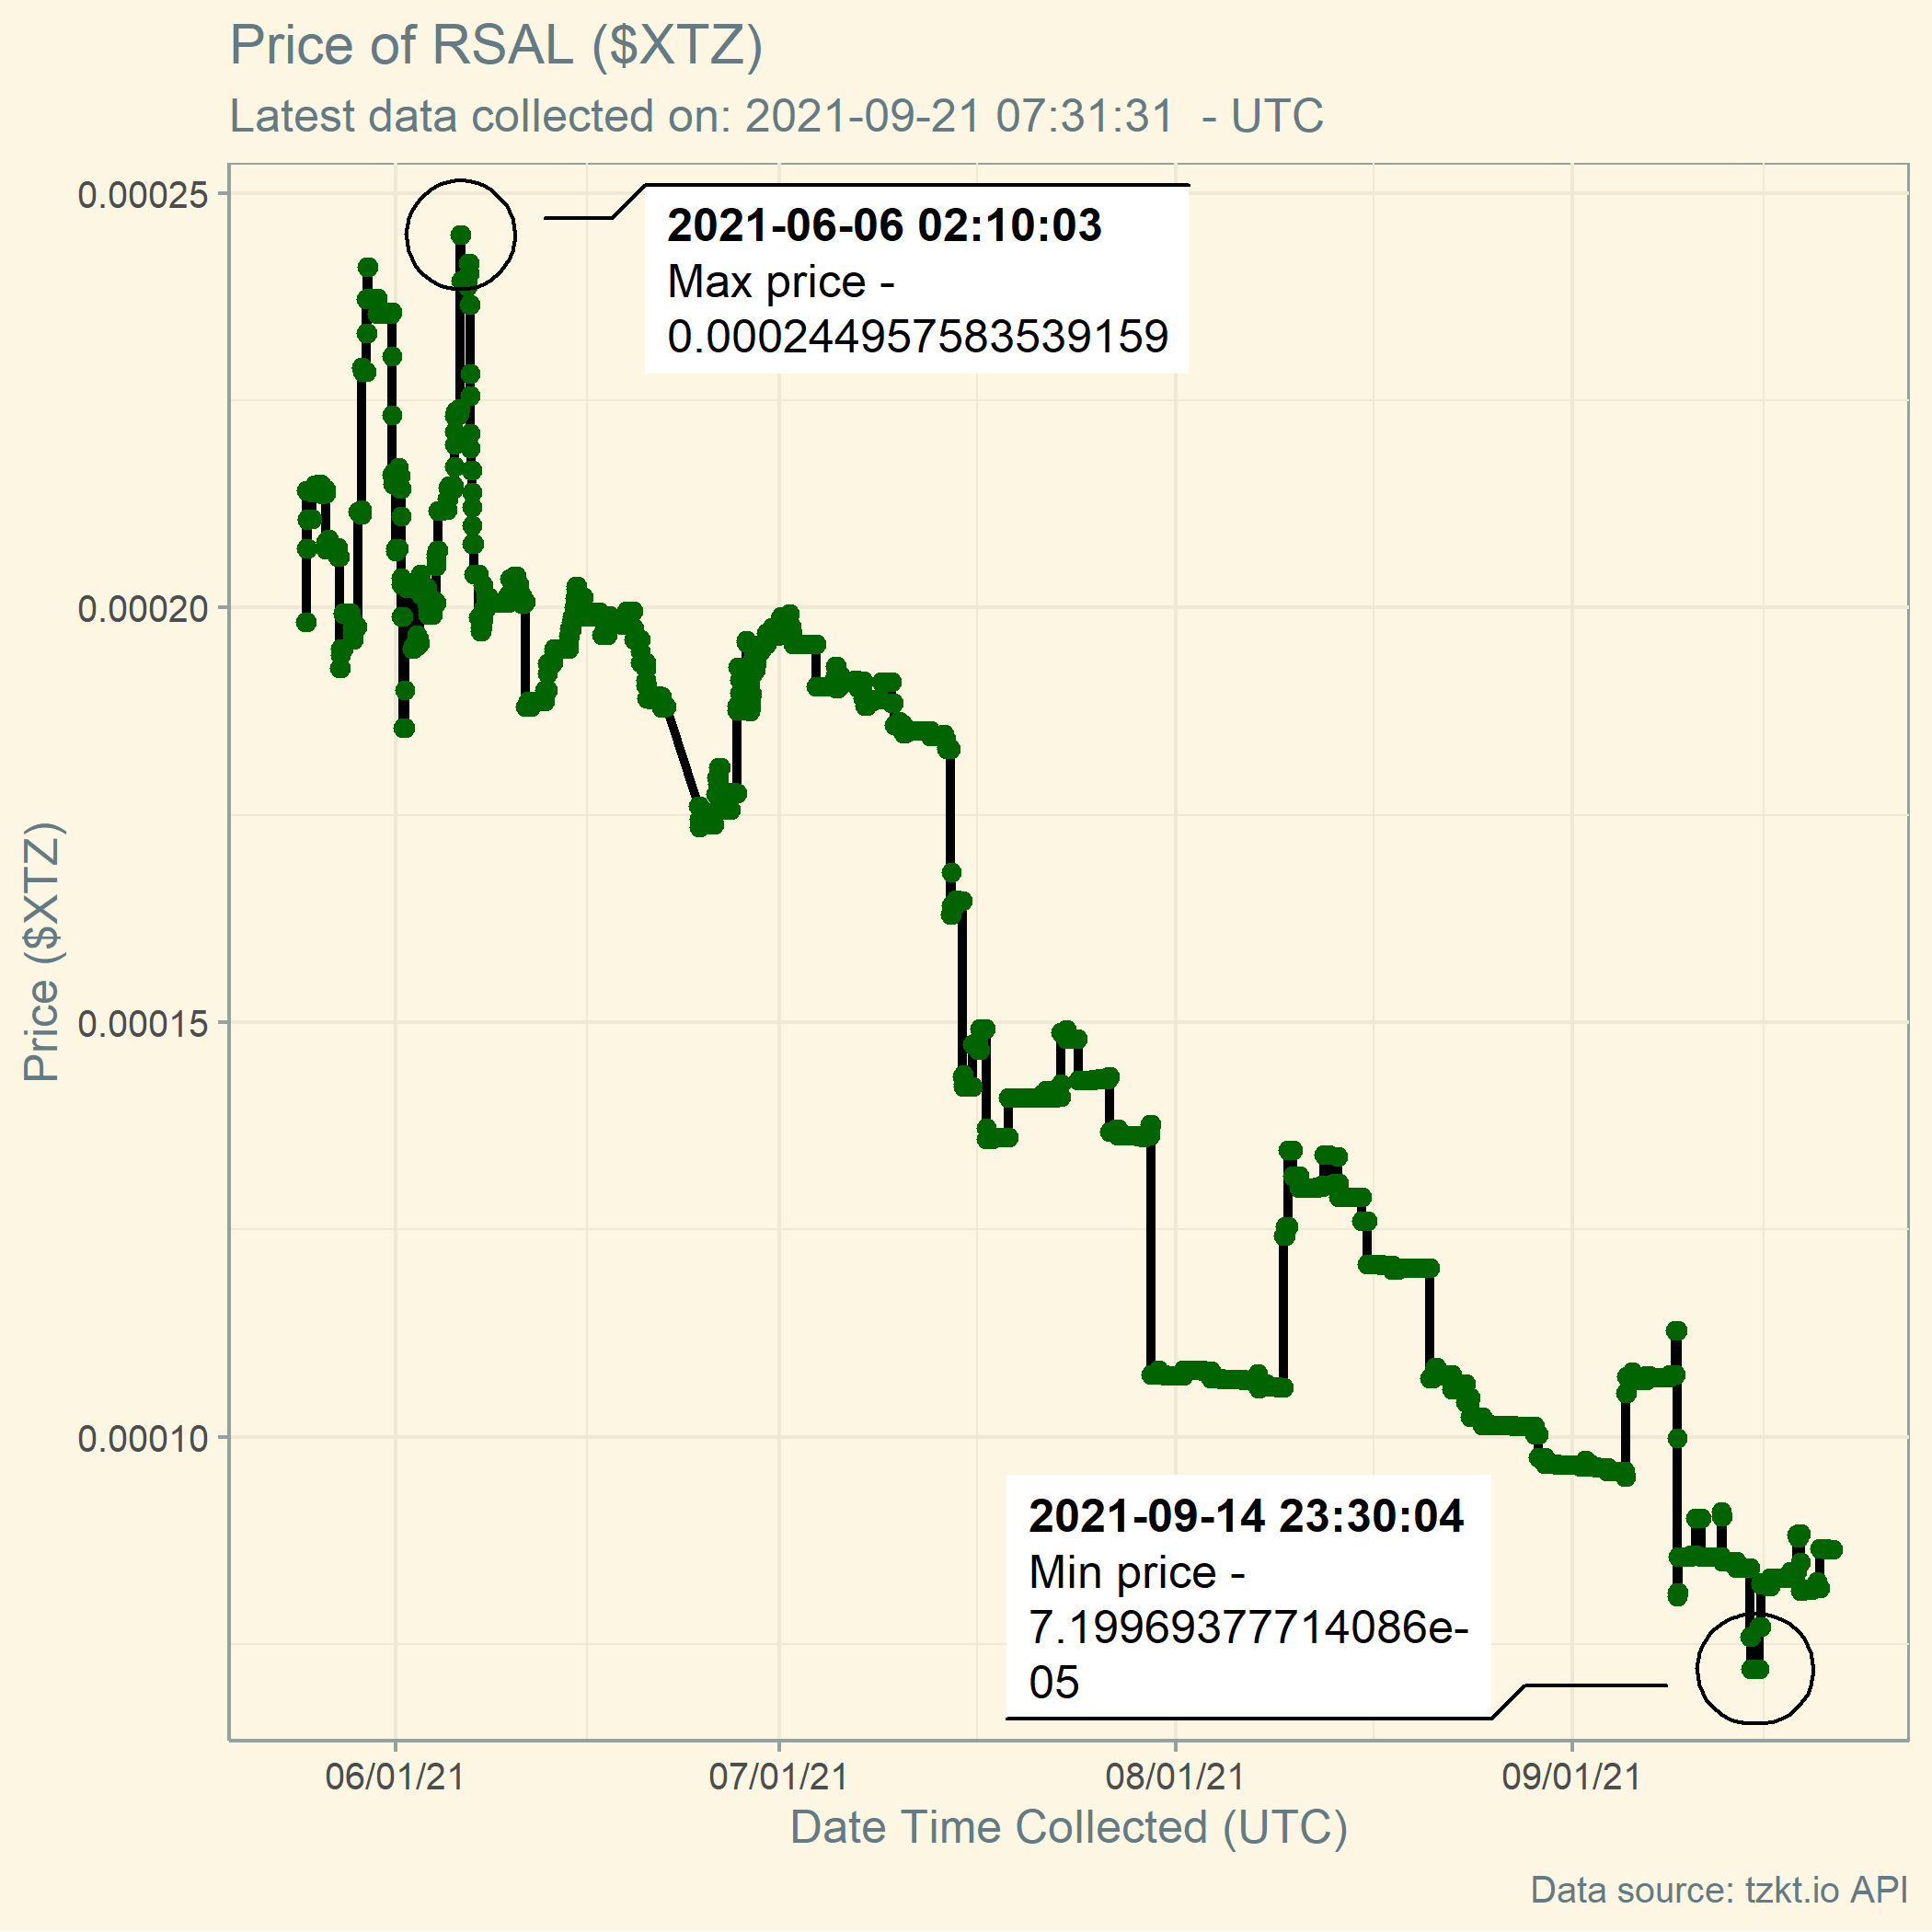 Price of RSAL ($XTZ)
Latest data collected on: 2021-09-21 07:31:31  - UTC
0.00025
0.00020
0.00015
0.00010
Price ($XTZ)
2021-06-06 02:10:03
Max price -
0.000244957583539159
2021-09-14 23:30:04
Min price -
7.19969377714086e-
05
06/01/21
07/01/21
08/01/21
09/01/21
Date Time Collected (UTC)
Data source: tzkt.io API